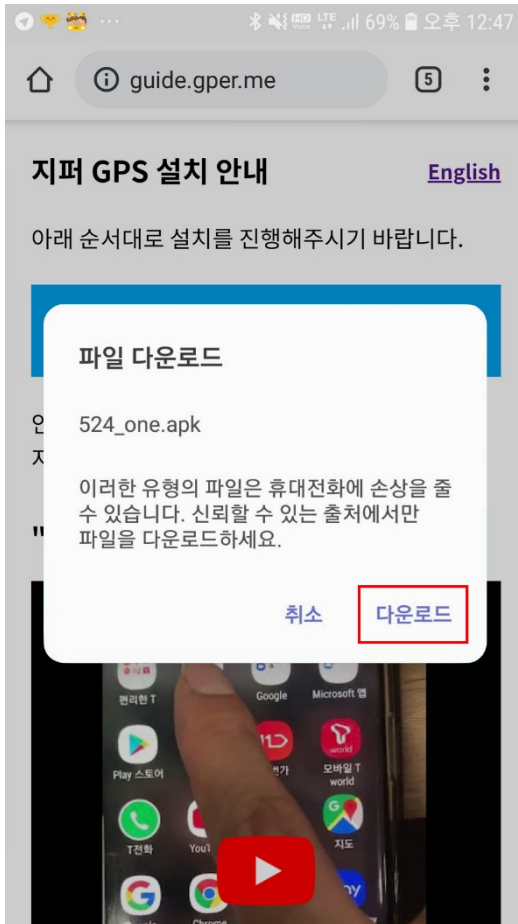 HD Voice LTE 69% 오후 12:47
guide.gper.me 5
지퍼 GPS 설치 안내 English
아래 순서대로 설치를 진행해주시기 바랍니다.
파일 다운로드
524_one.apk
이러한 유형의 파일은 휴대전화에 손상을 줄
수 있습니다. 신뢰할 수 있는 출처에서만
파일을 다운로드하세요.
"
취소 다운로드
편리한 T Google Microsoft 앱
Play 스토어 모바일 T
world
T전화 지도
Chrome